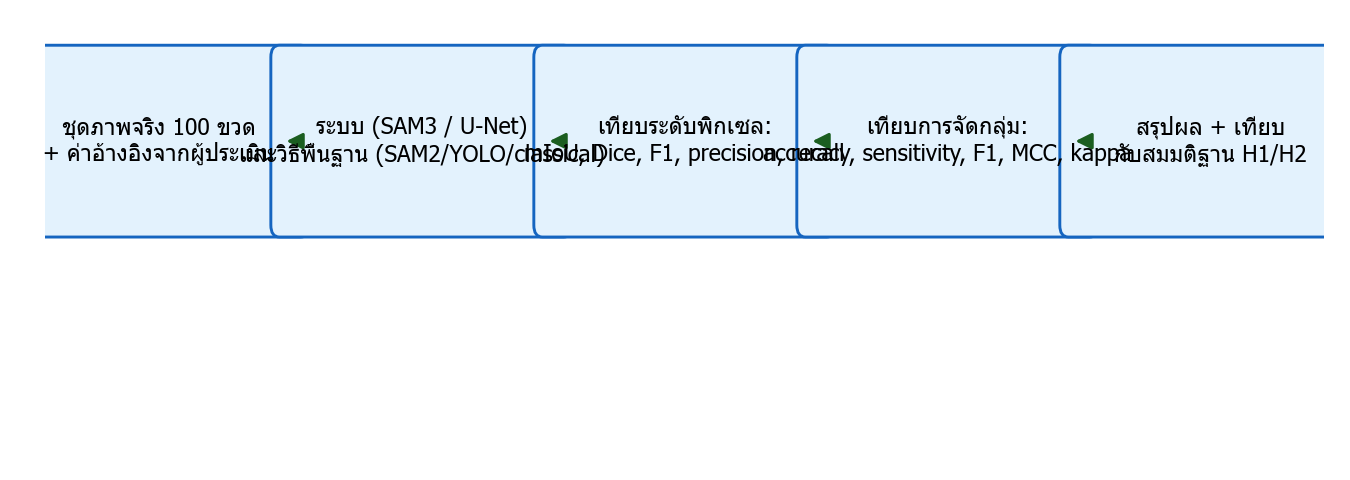 ชุดภาพจริง 100 ขวด
+ ค่าอ้างอิงจากผู้ประเมิน
ระบบ (SAM3 / U-Net)
และวิธีพื้นฐาน (SAM2/YOLO/classical)
เทียบระดับพิกเซล:
mIoU, Dice, F1, precision, recall
เทียบการจัดกลุ่ม:
accuracy, sensitivity, F1, MCC, kappa
สรุปผล + เทียบ
กับสมมติฐาน H1/H2